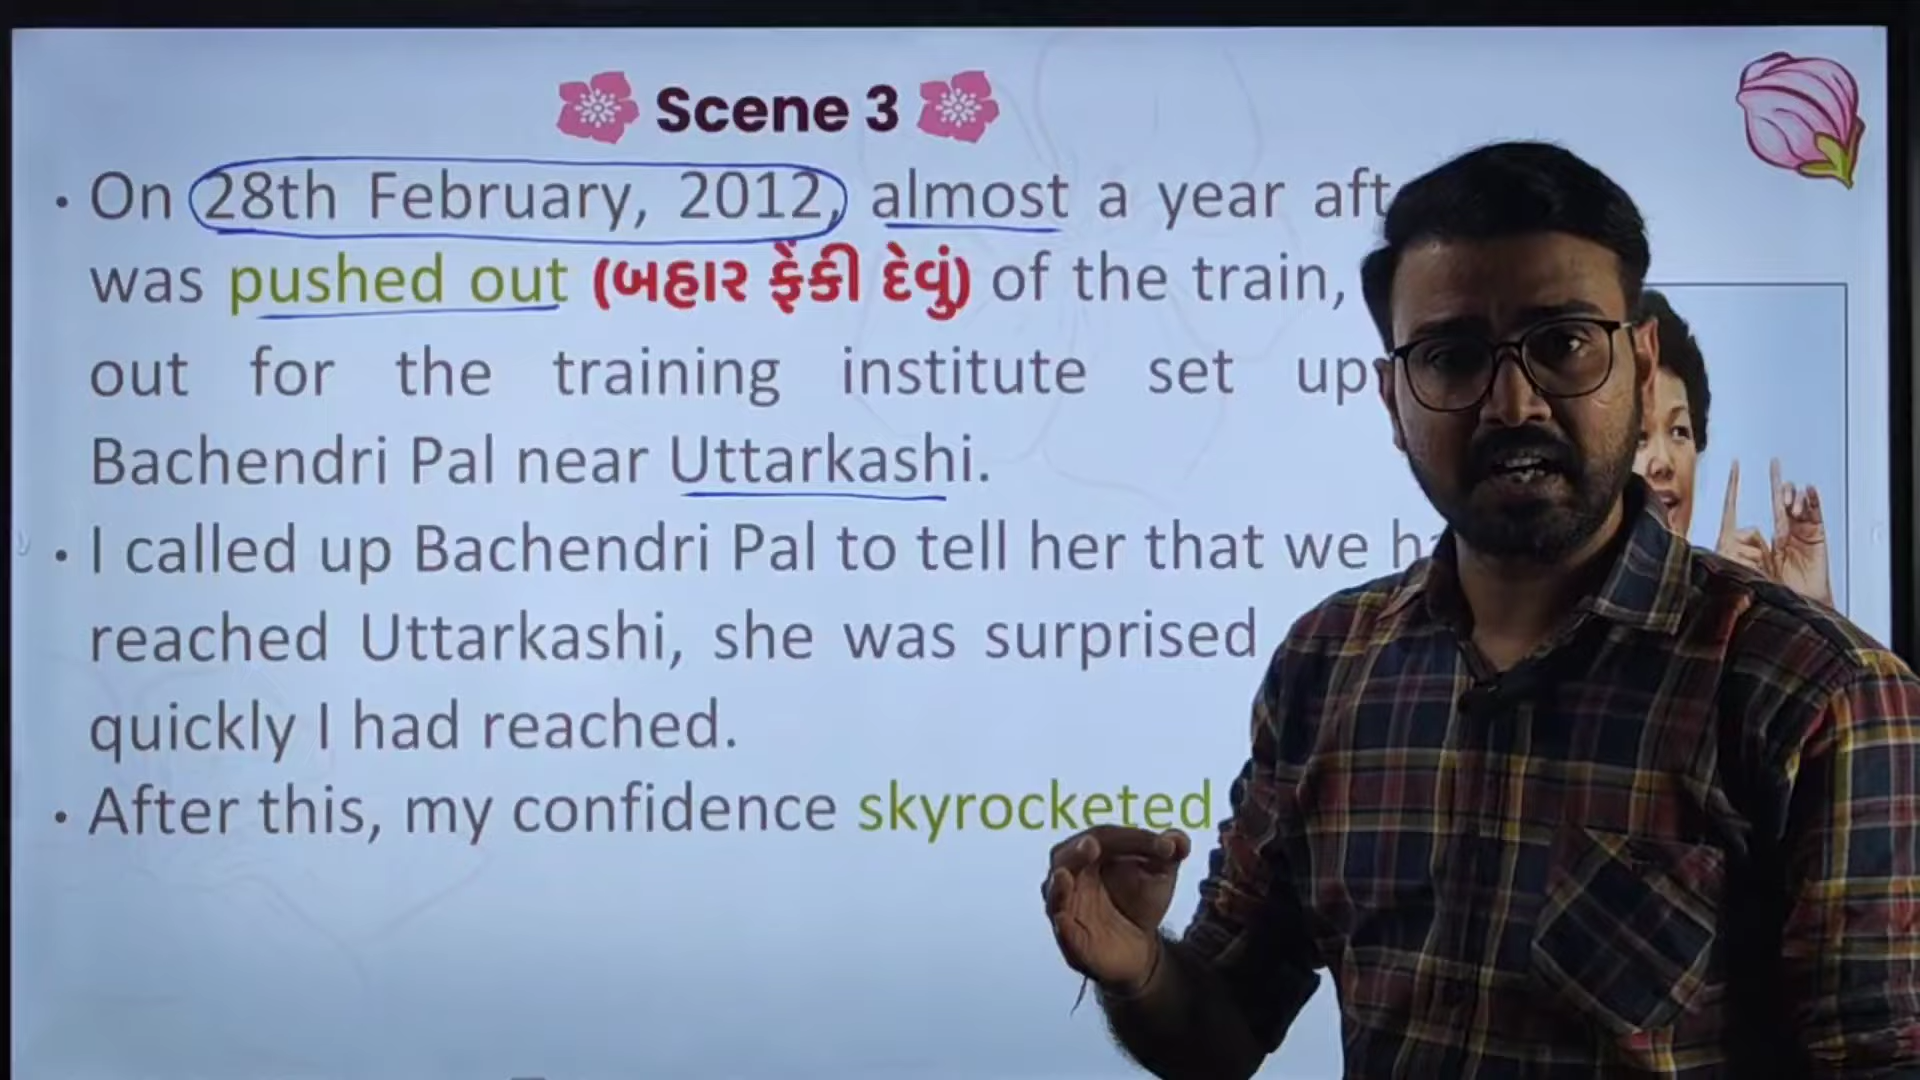 Scene 3
• On 28th February, 2012, almost a year
was pushed out (બહાર ફેંકી દેવું) of the train,
out for the training institute set up
Bachendri Pal near Uttarkashi.
• I called up Bachendri Pal to tell her that we
reached Uttarkashi, she was surprised
quickly I had reached.
• After this, my confidence skyrocketed